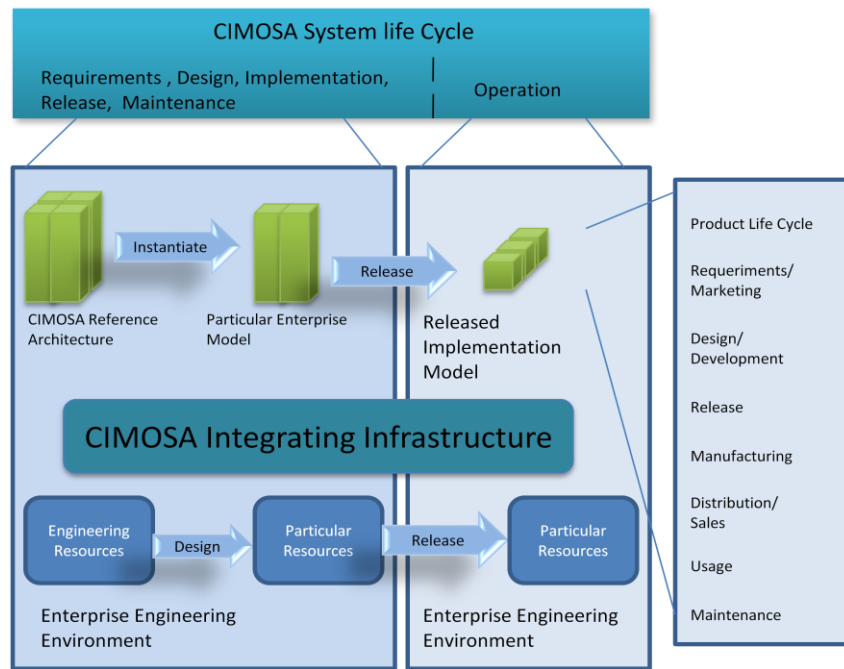 CIMOSA System life Cycle
Requirements , Design, Implementation,
Release, Maintenance
Operation
Instantiate
Release
CIMOSA Reference
Architecture
Particular Enterprise
Model
Released
Implementation
Model
CIMOSA Integrating Infrastructure
Engineering
Resources
Design
Particular
Resources
Release
Particular
Resources
Enterprise Engineering
Environment
Enterprise Engineering
Environment
Product Life Cycle
Requeriments/
Marketing
Design/
Development
Release
Manufacturing
Distribution/
Sales
Usage
Maintenance